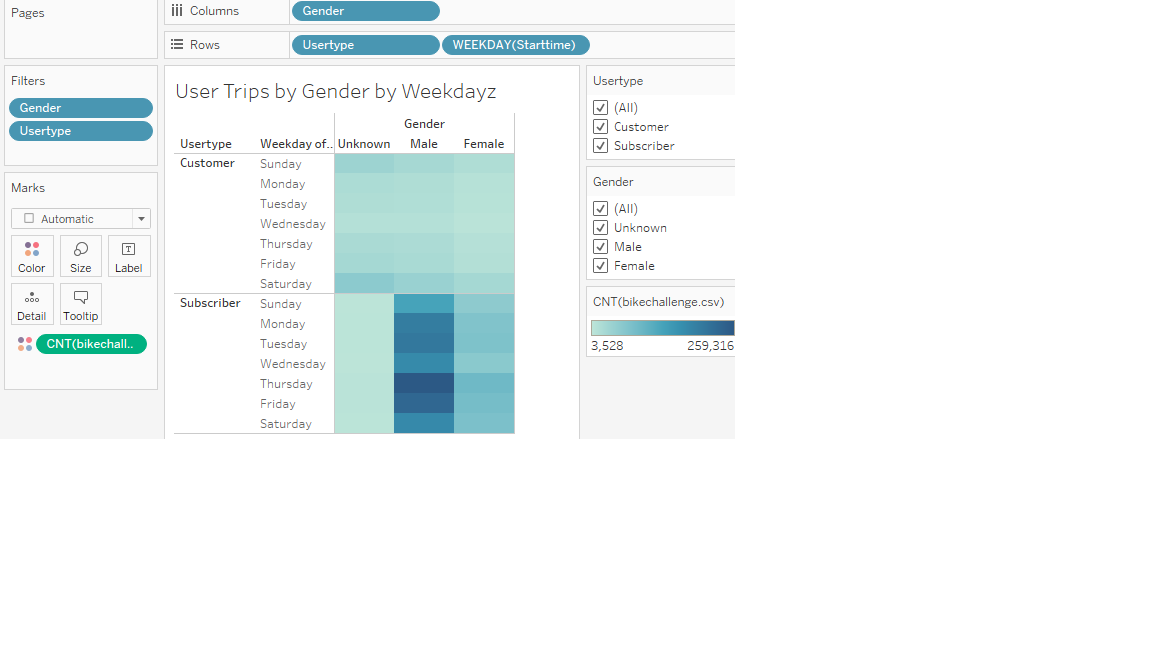 Pages
Columns
Gender
Rows
Usertype
WEEKDAY(Starttime)
Filters
Gender
Usertype
Marks
Automatic
Color
Size
Label
Detail
Tooltip
CNT(bikechall..
User Trips by Gender by Weekdayz
Gender
Usertype Weekday of.. Unknown Male Female
Customer Sunday
Monday
Tuesday
Wednesday
Thursday
Friday
Saturday
Subscriber Sunday
Monday
Tuesday
Wednesday
Thursday
Friday
Saturday
Usertype
(All)
Customer
Subscriber
Gender
(All)
Unknown
Male
Female
CNT(bikechallenge.csv)
3,528 259,316